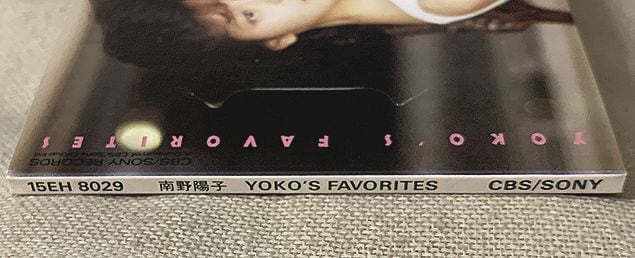 YOKO'S FAVORITES
CBS/SONY RECORDS
15EH 8029 南野陽子 YOKO'S FAVORITES CBS/SONY